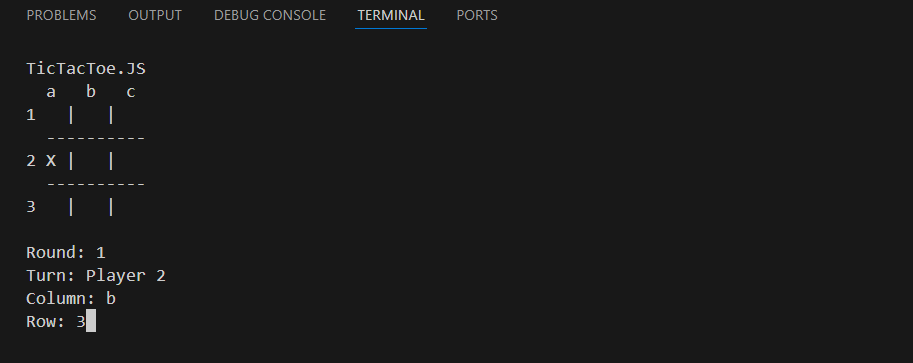 PROBLEMS OUTPUT DEBUG CONSOLE TERMINAL PORTS
TicTacToe.JS
  a   b   c
1   |   |
  ----------
2 X |   |
  ----------
3   |   |
Round: 1
Turn: Player 2
Column: b
Row: 3